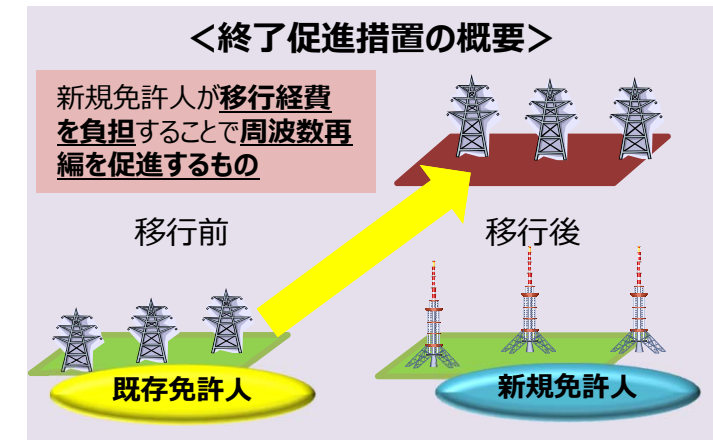 ＜終了促進措置の概要＞
新規免許人が移行経費
を負担することで周波数再
編を促進するもの
移行前
移行後
既存免許人
新規免許人